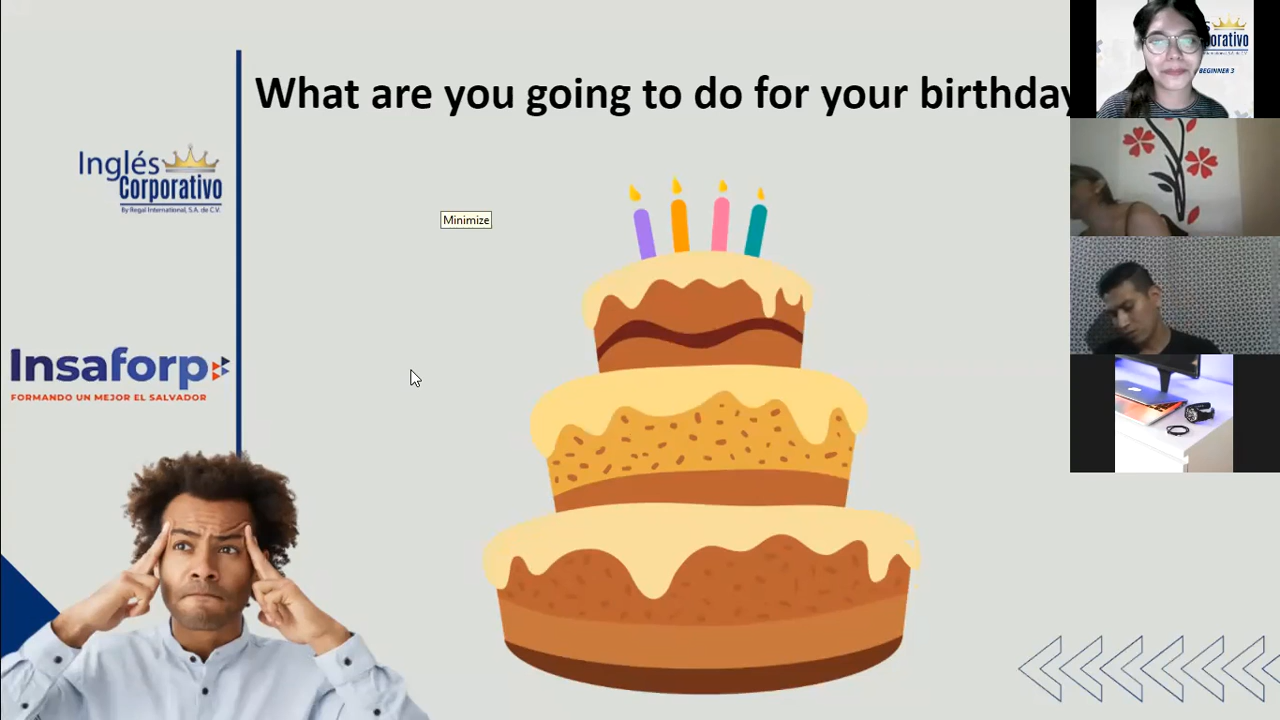 What are you going to do for your birthday
Inglés
Corporativo
By Regal International, S.A. de C.V.
Minimize
Insaforp
FORMANDO UN MEJOR EL SALVADOR
orativo
BEGINNER 3